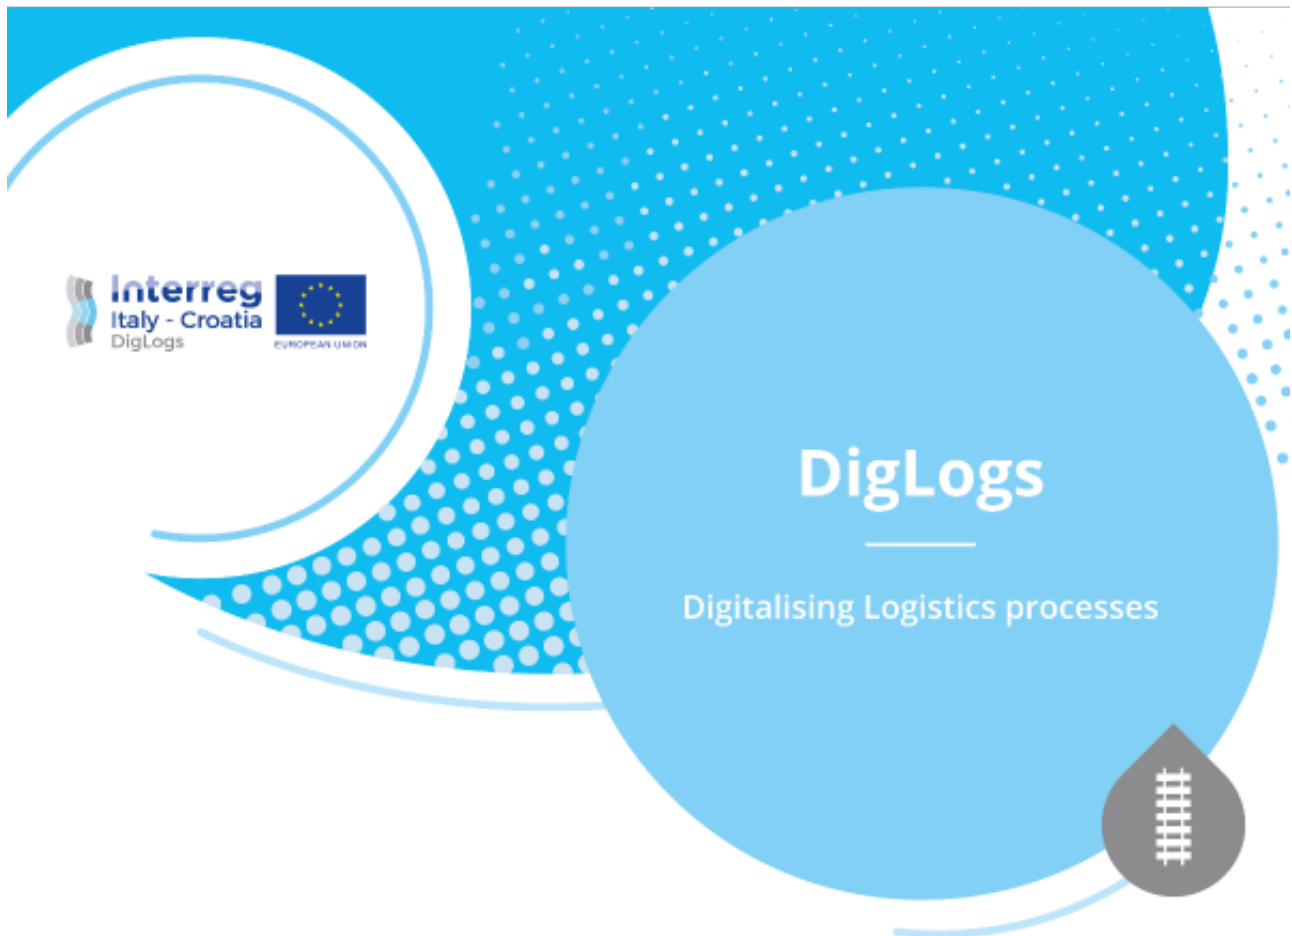 Interreg
Italy - Croatia
DigLogs
EUROPEAN UNION
DigLogs
Digitalising Logistics processes